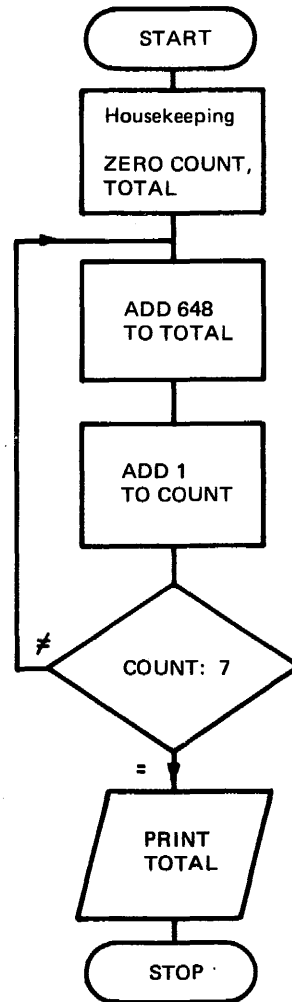 START
Housekeeping
ZERO COUNT,
TOTAL
ADD 648
TO TOTAL
ADD 1
TO COUNT
≠
COUNT: 7
=
PRINT
TOTAL
STOP